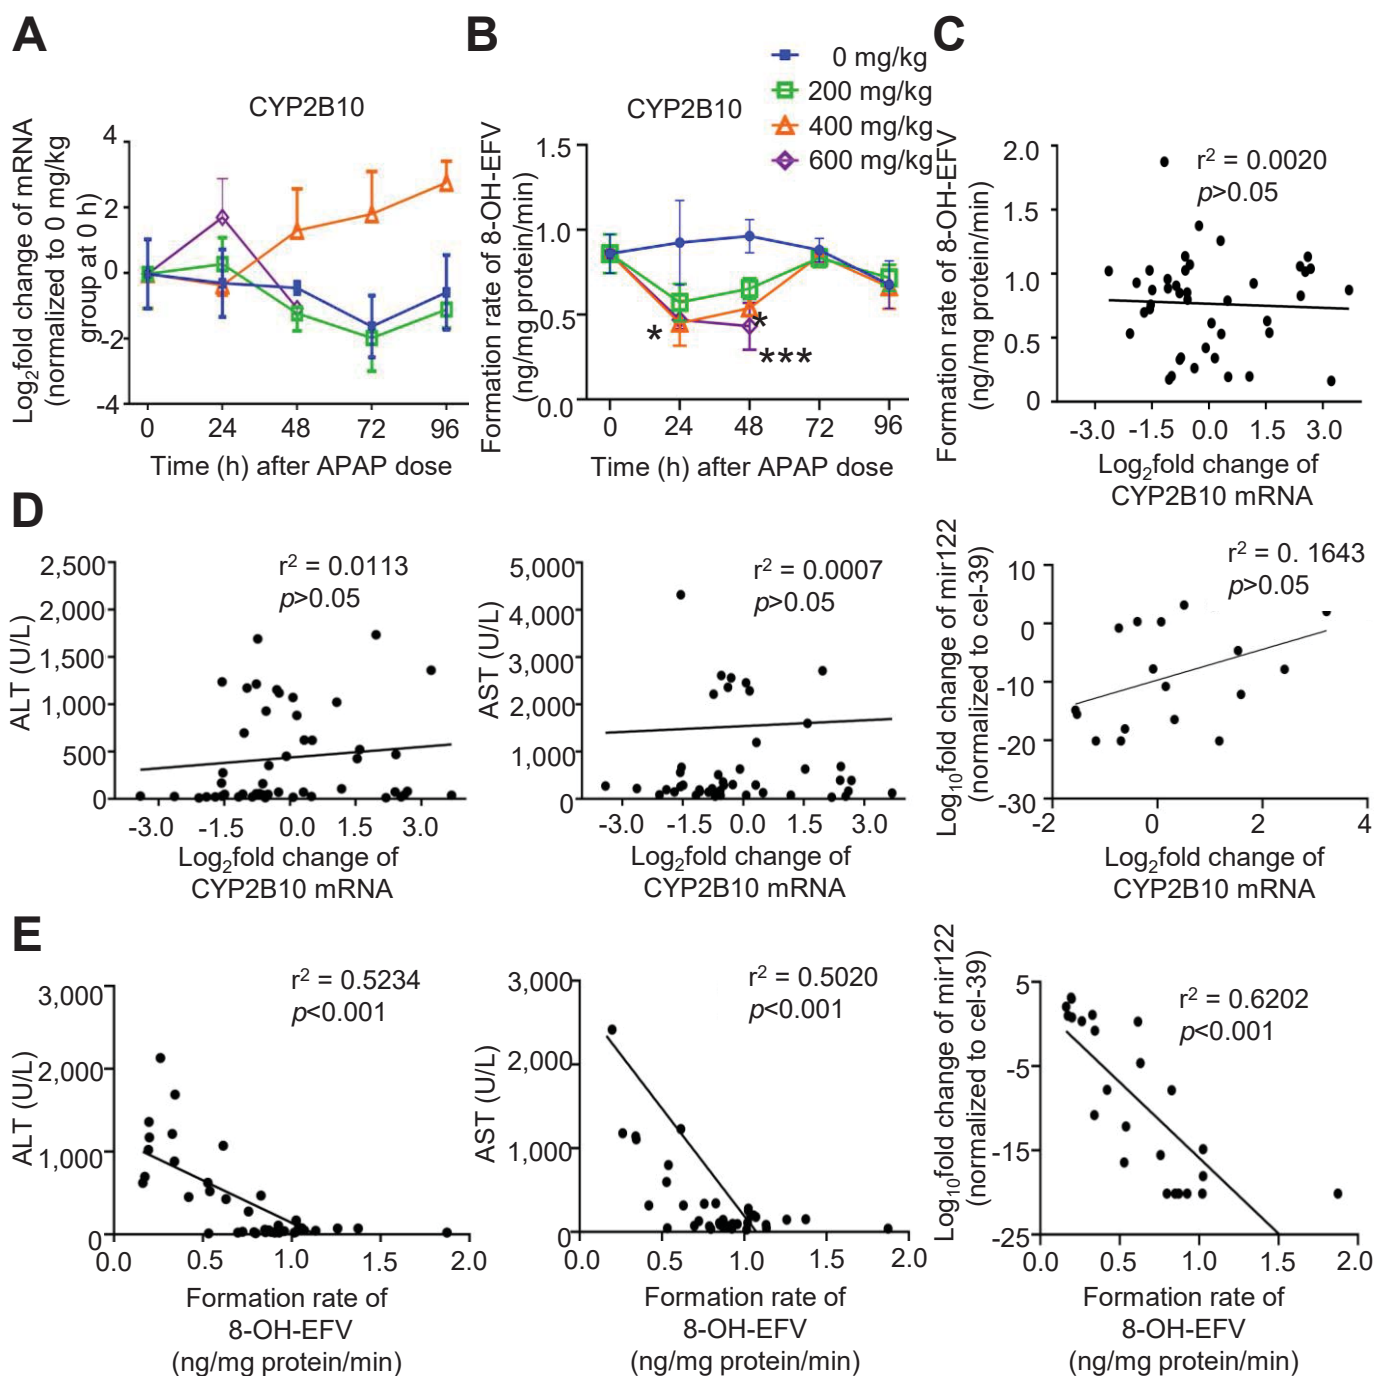 A
CYP2B10
Log2fold change of mRNA
(normalized to 0 mg/kg
group at 0 h)
4
2
0
-2
-4
0 24 48 72 96
Time (h) after APAP dose
B
CYP2B10
0 mg/kg
200 mg/kg
400 mg/kg
600 mg/kg
Formation rate of 8-OH-EFV
(ng/mg protein/min)
1.5
1.0
0.5
0.0
*
*
***
0 24 48 72 96
Time (h) after APAP dose
C
r2 = 0.0020
p>0.05
Formation rate of 8-OH-EFV
(ng/mg protein/min)
2.0
1.5
1.0
0.5
0
-3.0 -1.5 0.0 1.5 3.0
Log2fold change of
CYP2B10 mRNA
D
r2 = 0.0113
p>0.05
ALT (U/L)
2,500
2,000
1,500
1,000
500
0
-3.0 -1.5 0.0 1.5 3.0
Log2fold change of
CYP2B10 mRNA
r2 = 0.0007
p>0.05
AST (U/L)
5,000
4,000
3,000
2,000
1,000
0
-3.0 -1.5 0.0 1.5 3.0
Log2fold change of
CYP2B10 mRNA
r2 = 0. 1643
p>0.05
Log10fold change of mir122
(normalized to cel-39)
10
0
-10
-20
-30
-2 0 2 4
Log2fold change of
CYP2B10 mRNA
E
r2 = 0.5234
p<0.001
ALT (U/L)
3,000
2,000
1,000
0
0.0 0.5 1.0 1.5 2.0
Formation rate of
8-OH-EFV
(ng/mg protein/min)
r2 = 0.5020
p<0.001
AST (U/L)
3,000
2,000
1,000
0
0.0 0.5 1.0 1.5 2.0
Formation rate of
8-OH-EFV
(ng/mg protein/min)
r2 = 0.6202
p<0.001
Log10fold change of mir122
(normalized to cel-39)
5
-5
-15
-25
0.0 0.5 1.0 1.5 2.0
Formation rate of
8-OH-EFV
(ng/mg protein/min)